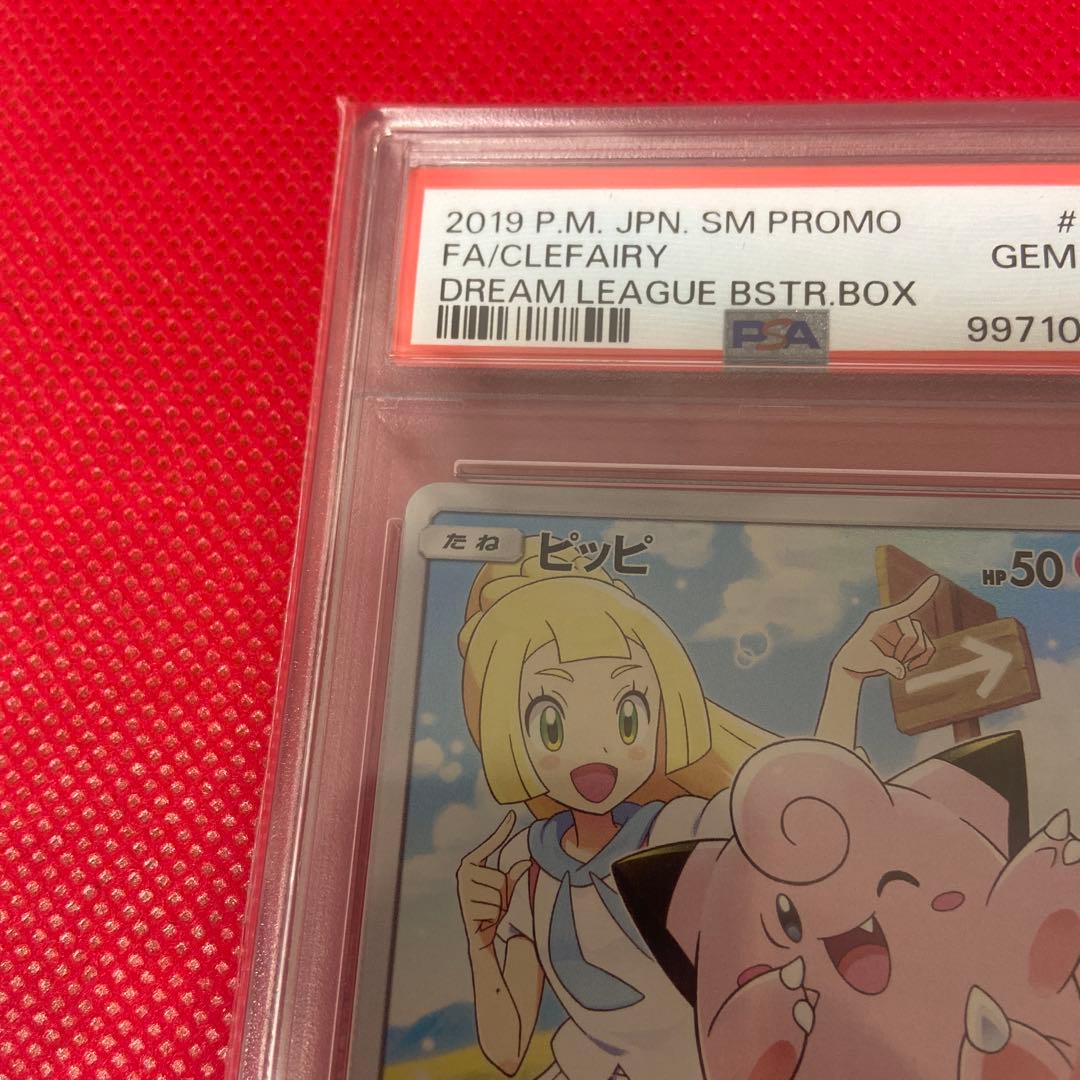 2019 P.M. JPN. SM PROMO #
FA/CLEFAIRY GEM
DREAM LEAGUE BSTR.BOX
PSA 99710
たね ピッピ HP50